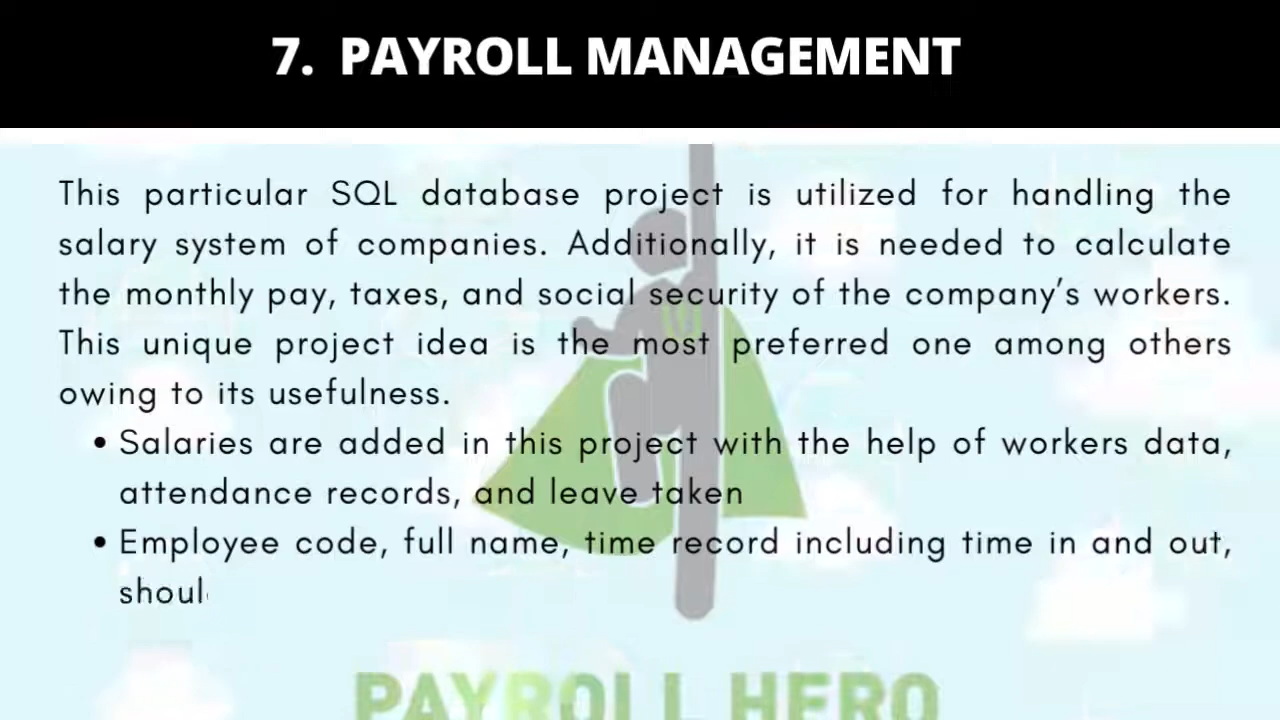 7. PAYROLL MANAGEMENT
This particular SQL database project is utilized for handling the
salary system of companies. Additionally, it is needed to calculate
the monthly pay, taxes, and social security of the company’s workers.
This unique project idea is the most preferred one among others
owing to its usefulness.
• Salaries are added in this project with the help of workers data,
attendance records, and leave taken
• Employee code, full name, time record including time in and out,
shoul
PAYROLL HERO